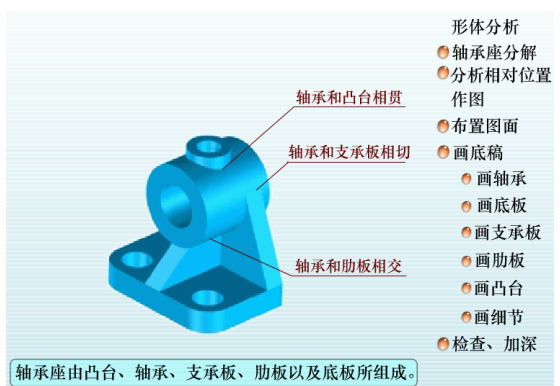 形体分析
轴承座分解
分析相对位置
作图
布置图面
画底稿
画轴承
画底板
画支承板
画肋板
画凸台
画细节
检查、加深
轴承和凸台相贯
轴承和支承板相切
轴承和肋板相交
轴承座由凸台、轴承、支承板、肋板以及底板所组成。